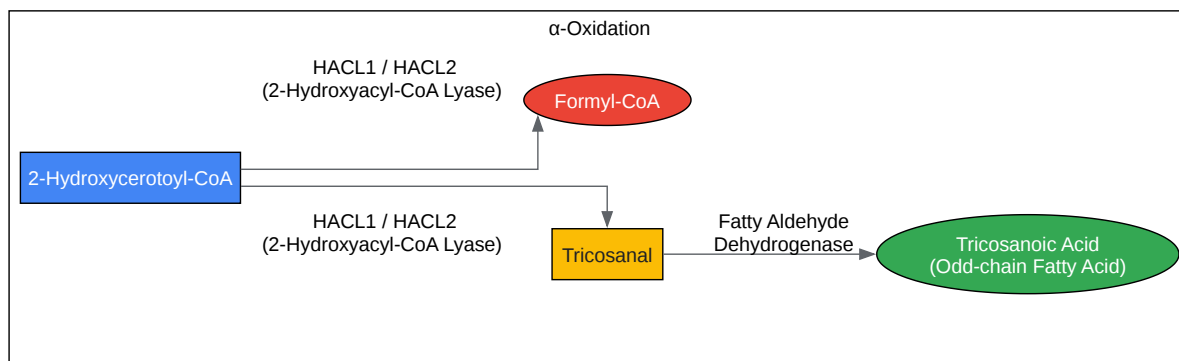 α-Oxidation
HACL1 / HACL2
(2-Hydroxyacyl-CoA Lyase)
Formyl-CoA
2-Hydroxycerotoyl-CoA
HACL1 / HACL2
(2-Hydroxyacyl-CoA Lyase)
Tricosanal
Fatty Aldehyde
Dehydrogenase
Tricosanoic Acid
(Odd-chain Fatty Acid)